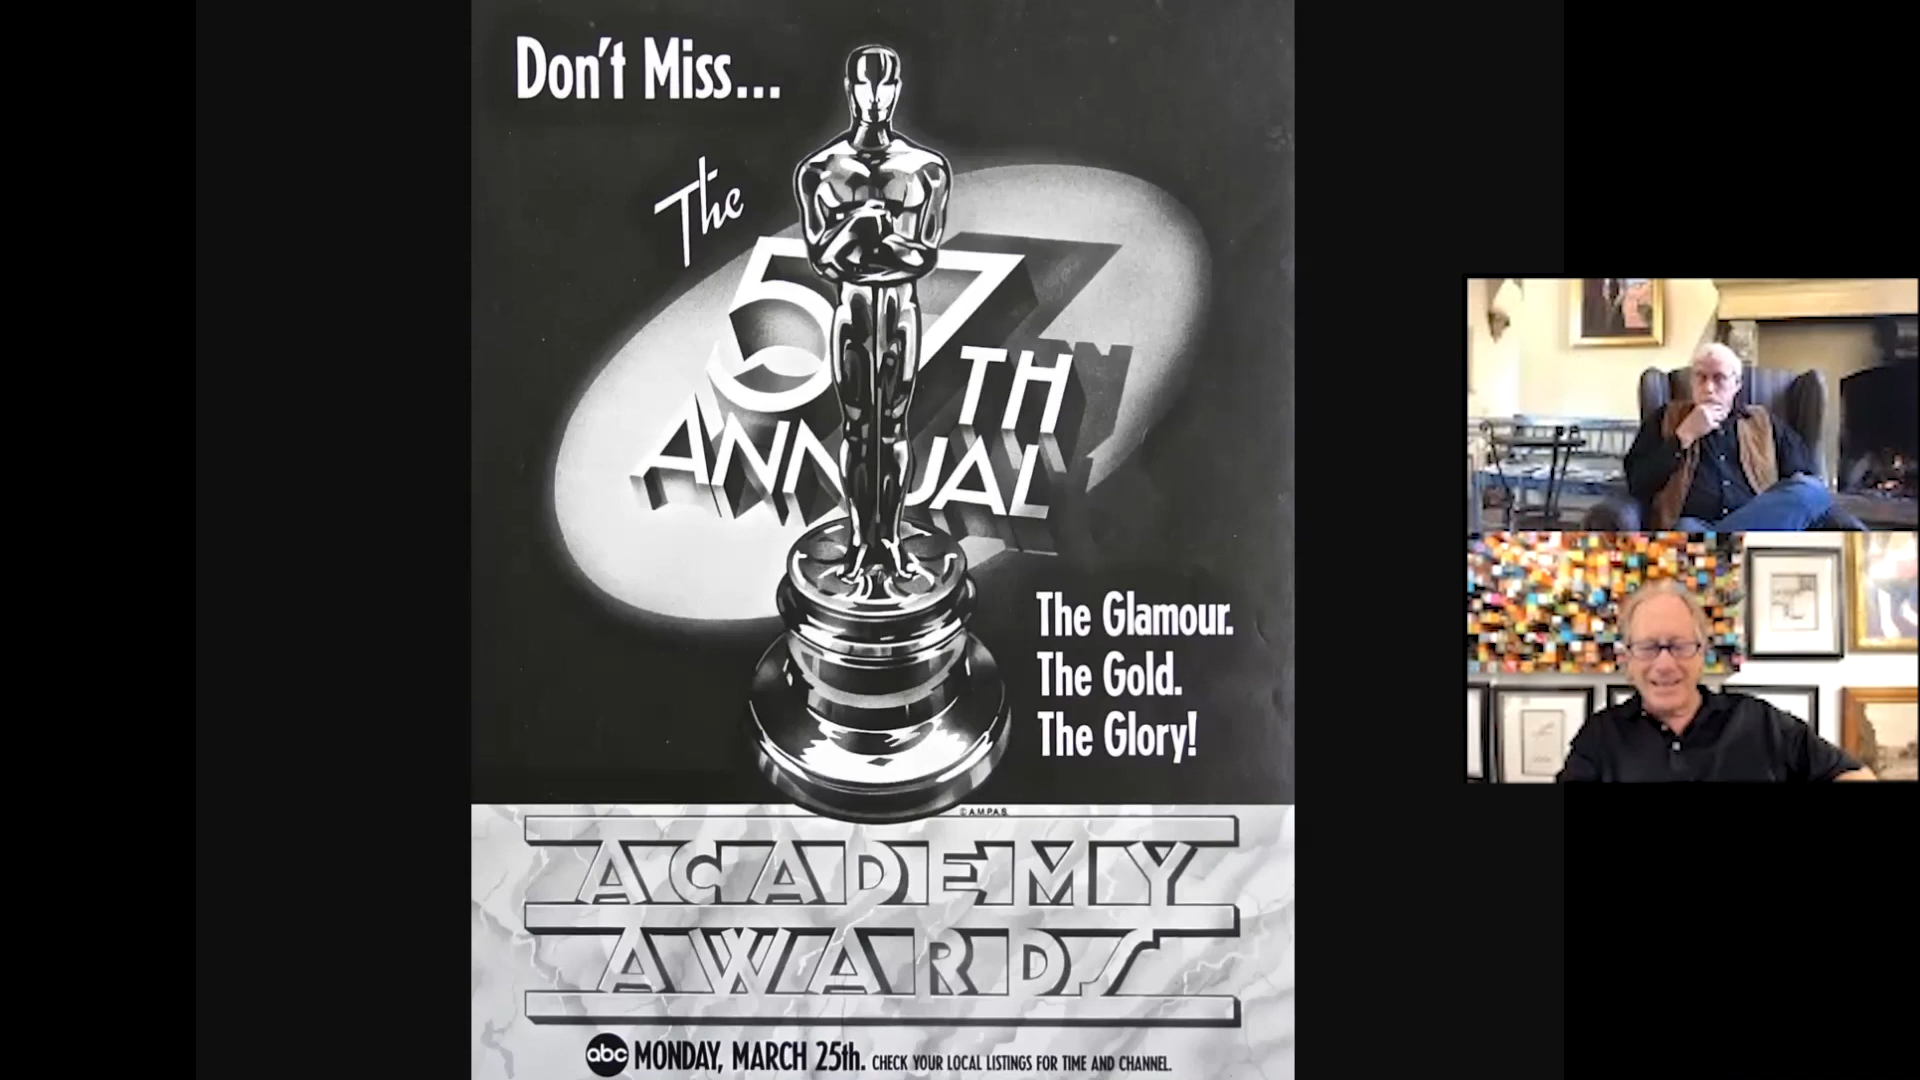 Don't Miss...
The
57TH
ANNUAL
The Glamour.
The Gold.
The Glory!
©A.M.P.A.S.
ACADEMY
AWARDS
abc MONDAY, MARCH 25th. CHECK YOUR LOCAL LISTINGS FOR TIME AND CHANNEL.